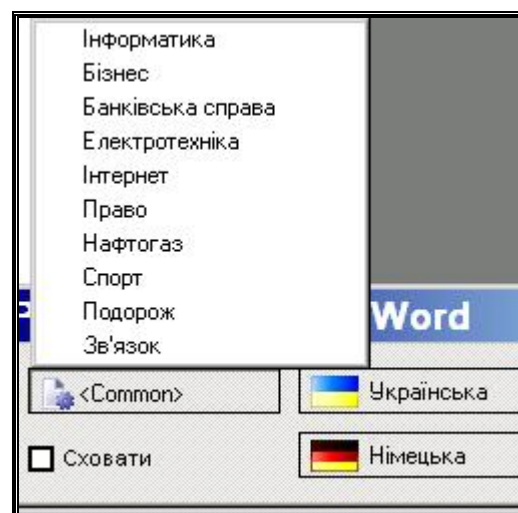 Інформатика
Бізнес
Банківська справа
Електротехніка
Інтернет
Право
Нафтогаз
Спорт
Подорож
Зв'язок
Word
<Common>
Українська
Сховати
Німецька